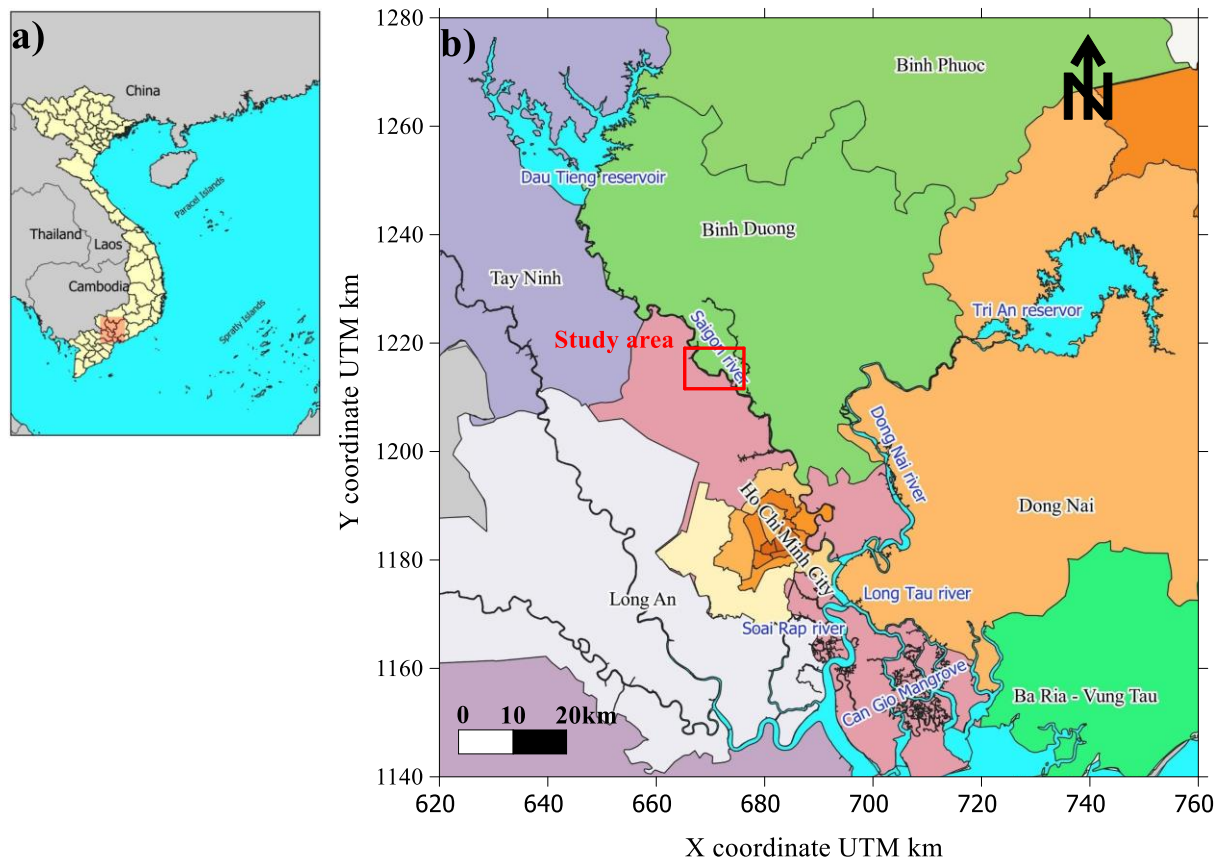 a)
China
Paracel Islands
Thailand
Laos
Cambodia
Spratly Islands
b)
N
Binh Phuoc
Dau Tieng reservoir
Binh Duong
Tay Ninh
Tri An reservor
Saigon river
Study area
Dong Nai river
Ho Chi Minh City
Dong Nai
Long An
Long Tau river
Soai Rap river
Can Gio Mangrove
Ba Ria - Vung Tau
0 10 20km
1280
1260
1240
1220
1200
1180
1160
1140
Y coordinate UTM km
620 640 660 680 700 720 740 760
X coordinate UTM km